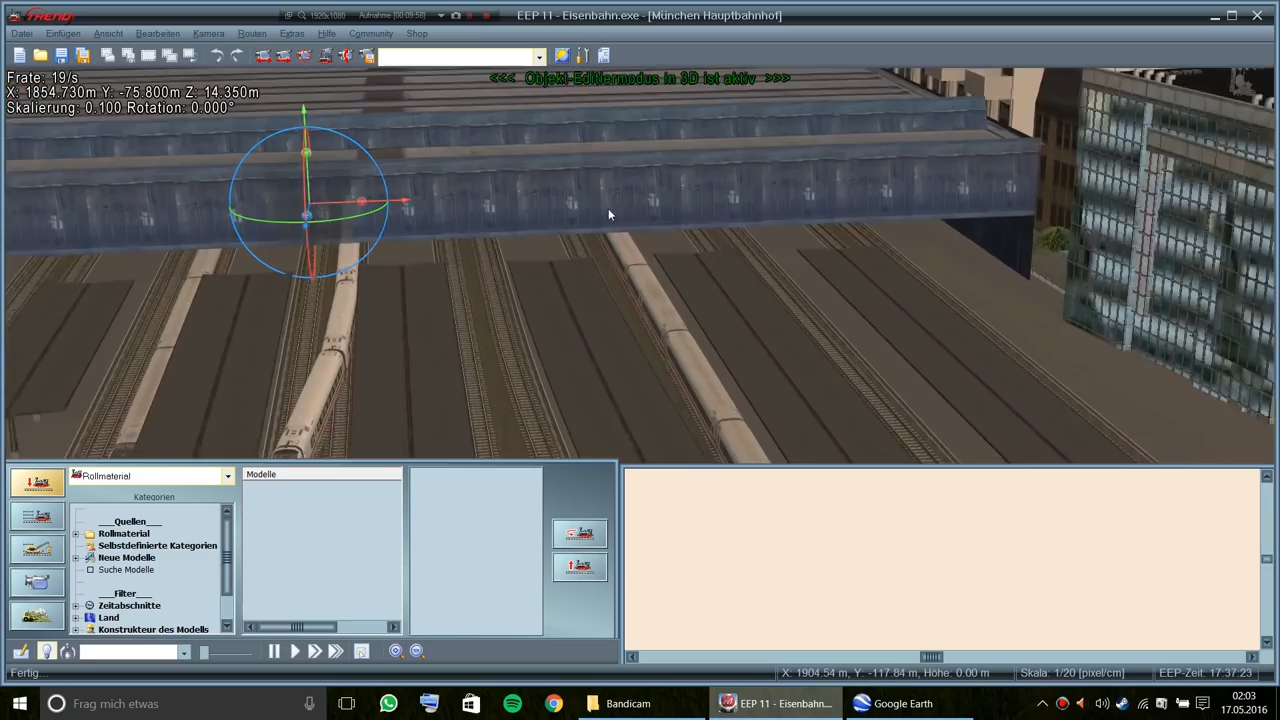 TREND
1920x1080
Aufnahme [00:09:58]
EEP 11 - Eisenbahn.exe - [München Hauptbahnhof]
Datei Einfügen Ansicht Bearbeiten Kamera Routen Extras Hilfe Community Shop
Frate: 19/s
<<< Objekt-Editiermodus in 3D ist aktiv >>>
X: 1854.730m Y: -75.800m Z: 14.350m
Skalierung: 0.100 Rotation: 0.000°
Rollmaterial
Modelle
Kategorien
___Quellen___
Rollmaterial
Selbstdefinierte Kategorien
Neue Modelle
Suche Modelle
___Filter___
Zeitabschnitte
Land
Konstrukteure des Modells
Fertig...
X: 1904.54 m, Y: -117.84 m, Höhe: 0.00 m
Skala: 1/20 [pixel/cm]
EEP-Zeit: 17:37:23
Frag mich etwas
Bandicam
EEP 11 - Eisenbahn....
Google Earth
02:03
17.05.2016